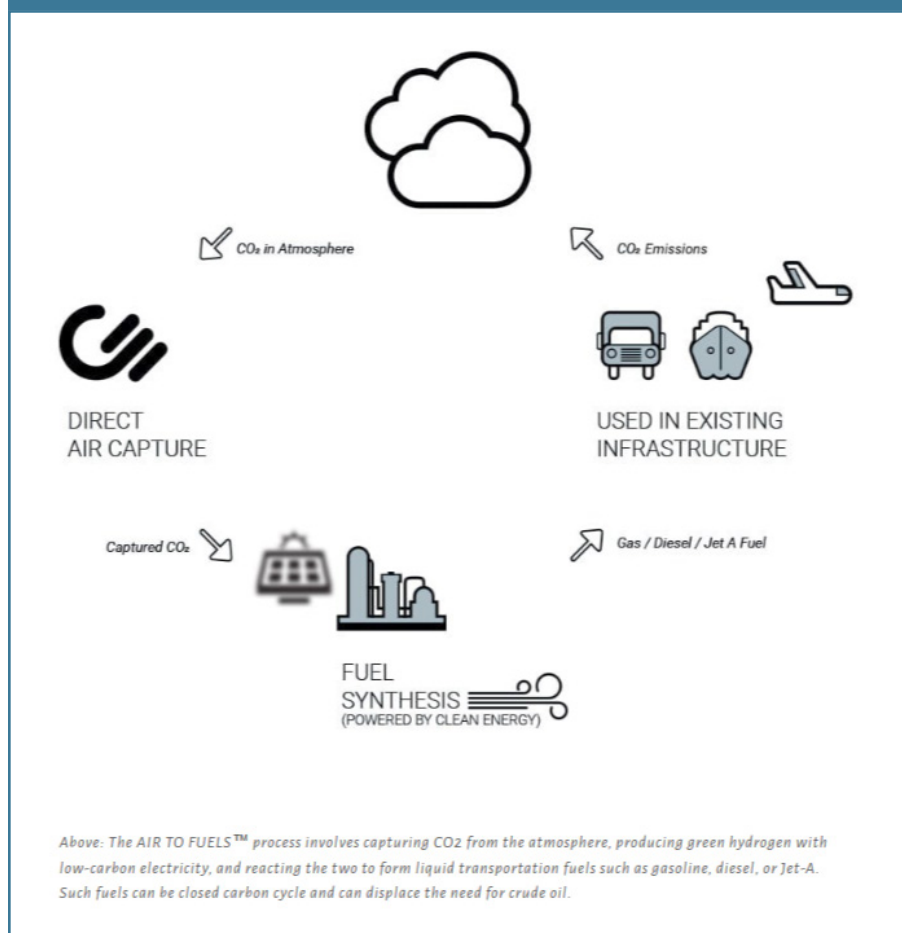 CO₂ in Atmosphere
CO₂ Emissions
DIRECT
AIR CAPTURE
USED IN EXISTING
INFRASTRUCTURE
Captured CO₂
Gas / Diesel / Jet A Fuel
FUEL
SYNTHESIS
(POWERED BY CLEAN ENERGY)
Above: The AIR TO FUELS™ process involves capturing CO2 from the atmosphere, producing green hydrogen with
low-carbon electricity, and reacting the two to form liquid transportation fuels such as gasoline, diesel, or Jet-A.
Such fuels can be closed carbon cycle and can displace the need for crude oil.